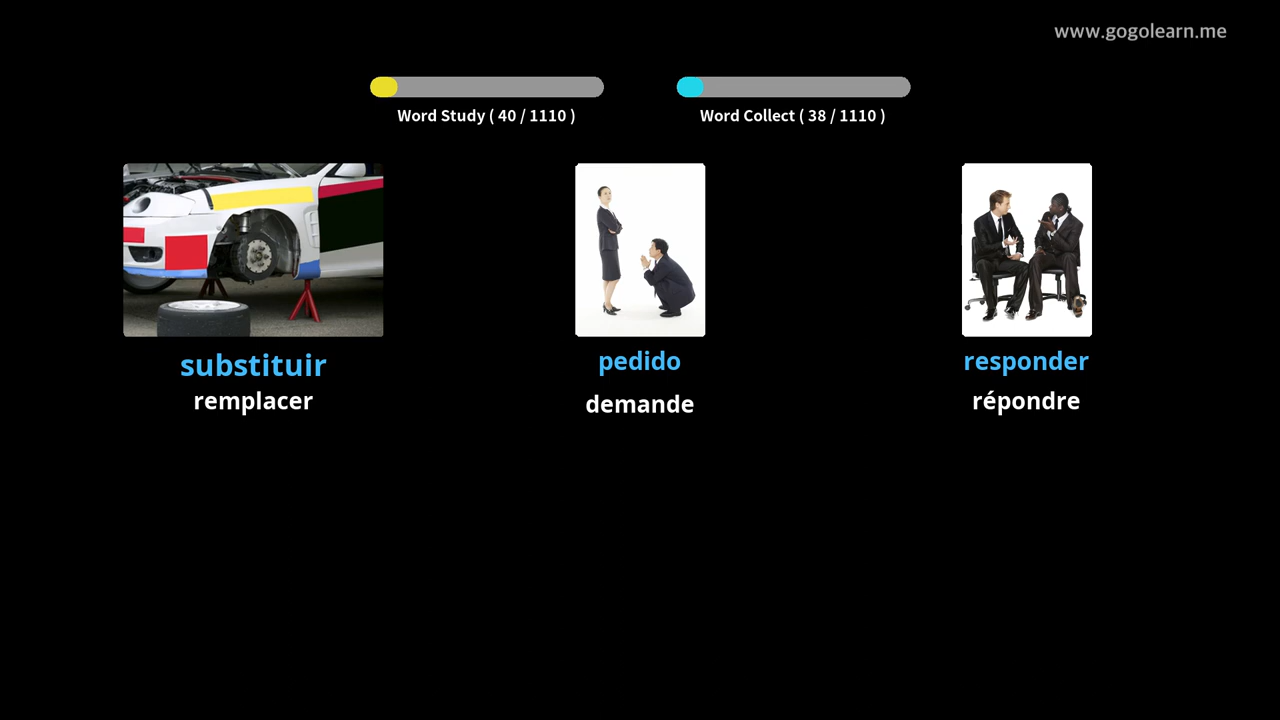 www.gogolearn.me
Word Study ( 40 / 1110 )
Word Collect ( 38 / 1110 )
substituir
remplacer
pedido
demande
responder
répondre